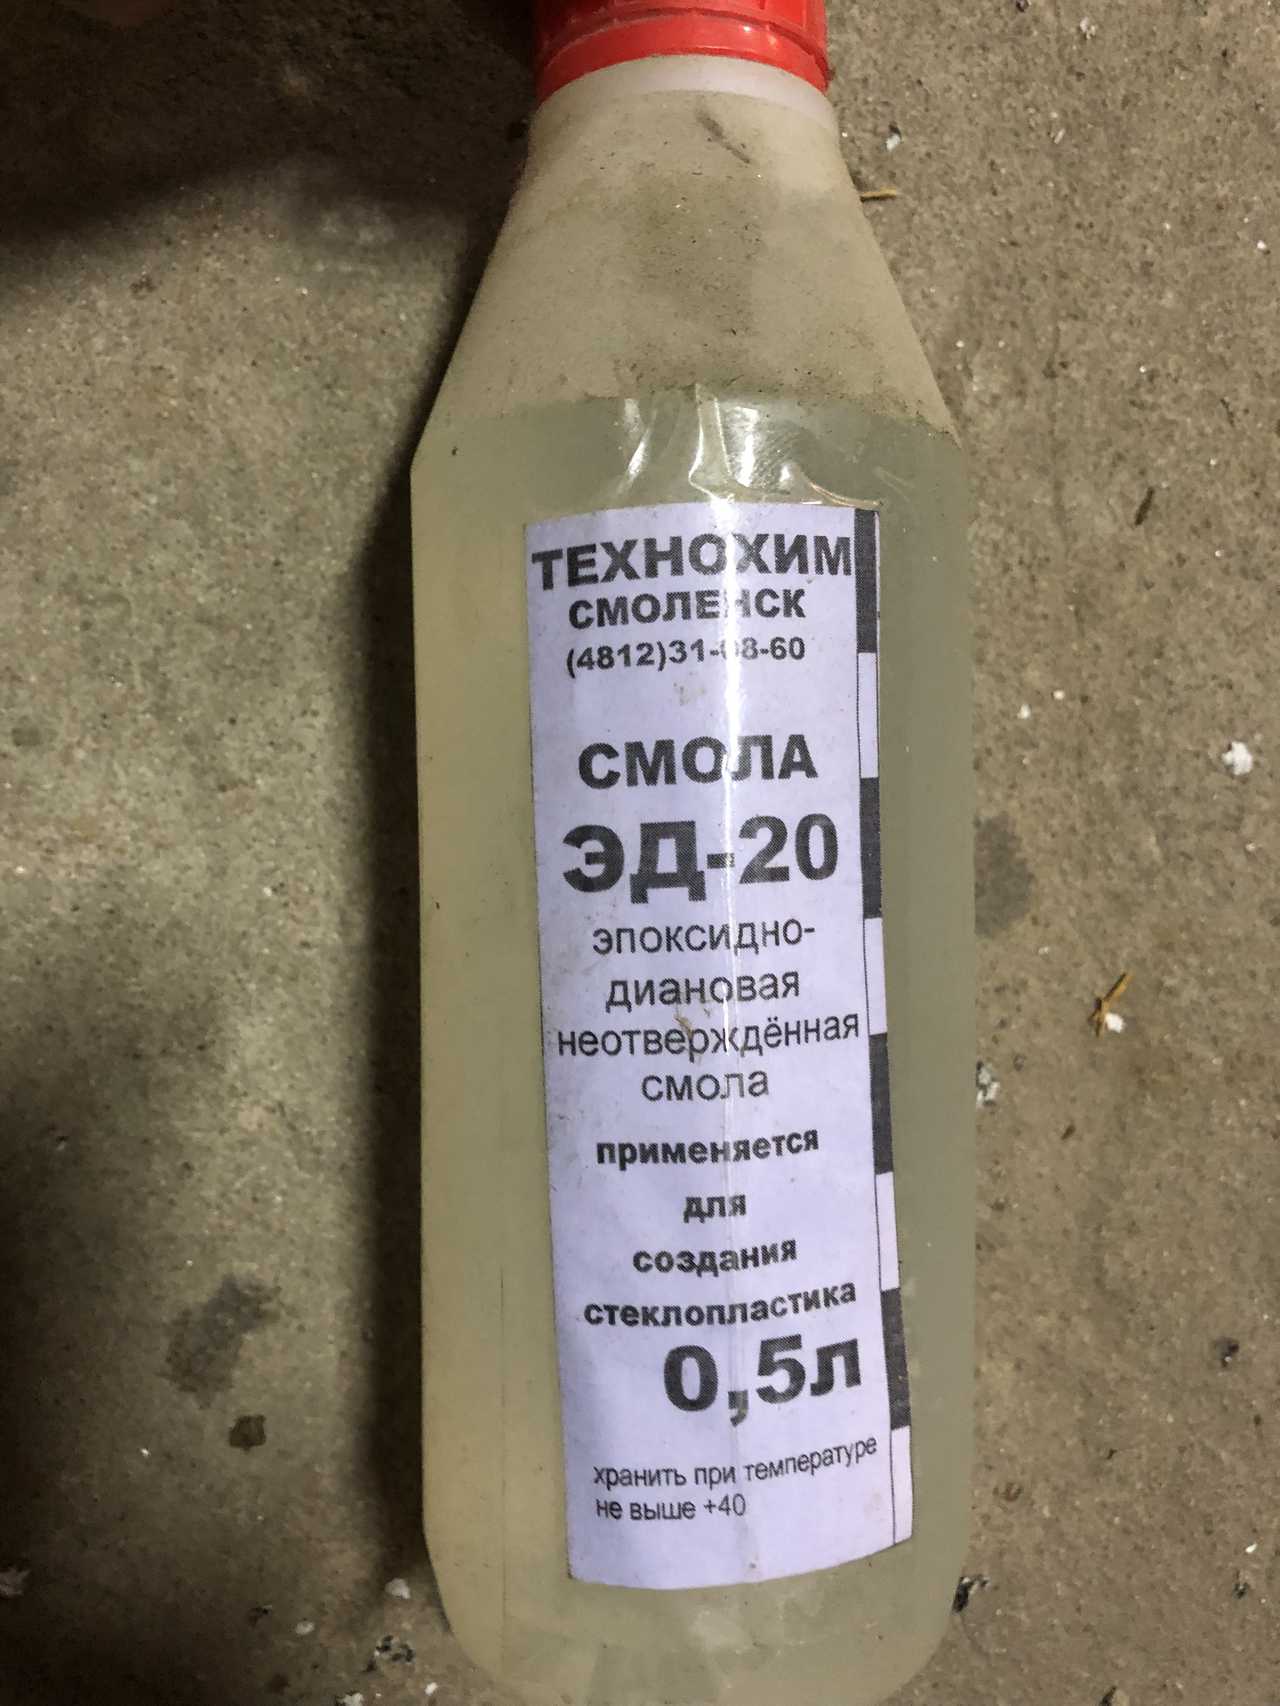 ТЕХНОХИМ
СМОЛЕНСК
(4812)31-08-60
СМОЛА
ЭД-20
эпоксидно-
диановая
неотверждённая
смола
применяется
для
создания
стеклопластика
0,5л
хранить при температуре
не выше +40